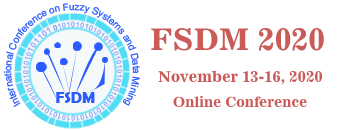 International Conference on Fuzzy Systems and Data Mining
FSDM
FSDM 2020
November 13-16, 2020
Online Conference